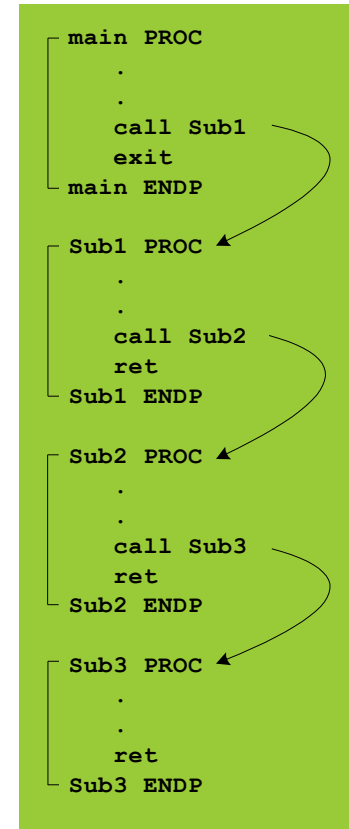 main PROC
.
.
call Sub1
exit
main ENDP
Sub1 PROC
.
.
call Sub2
ret
Sub1 ENDP
Sub2 PROC
.
.
call Sub3
ret
Sub2 ENDP
Sub3 PROC
.
.
ret
Sub3 ENDP